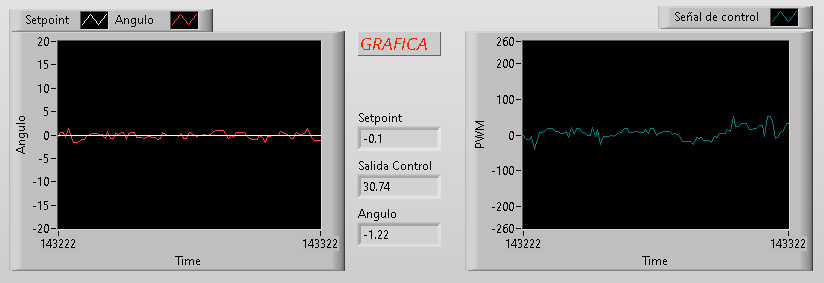 Setpoint
Angulo
20
15
10
5
0
-5
-10
-15
-20
Angulo
143222
143322
Time
GRAFICA
Setpoint
-0.1
Salida Control
30.74
Angulo
-1.22
Señal de control
260
200
100
0
-100
-200
-260
PWM
143222
143322
Time